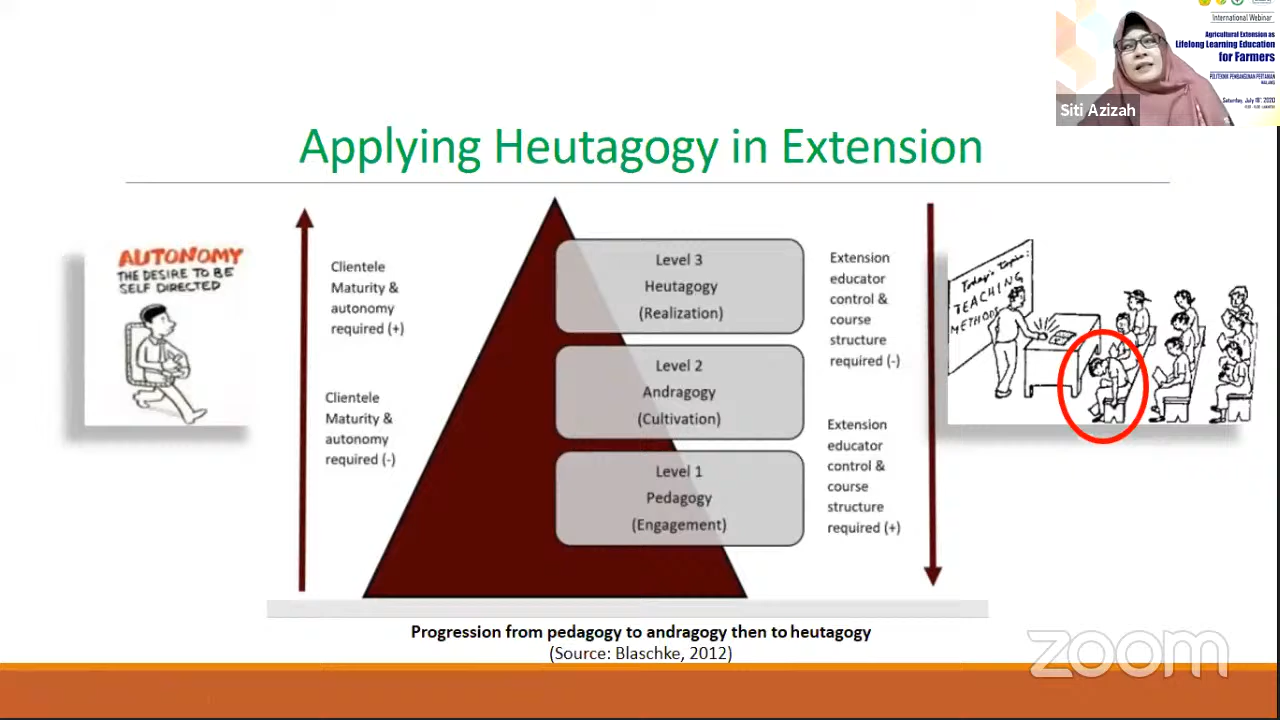 International Webinar
Agricultural Extension as
Lifelong Learning Education
for Farmers
POLITEKNIK PEMBANGUNAN PERTANIAN
MALANG
Saturday, July 18th, 2020
Siti Azizah
Applying Heutagogy in Extension
AUTONOMY
THE DESIRE TO BE
SELF DIRECTED
Clientele
Maturity &
autonomy
required (+)
Clientele
Maturity &
autonomy
required (-)
Level 3
Heutagogy
(Realization)
Level 2
Andragogy
(Cultivation)
Level 1
Pedagogy
(Engagement)
Extension
educator
control &
course
structure
required (-)
Extension
educator
control &
course
structure
required (+)
Today's Topic:
TEACHING
METHODS
Progression from pedagogy to andragogy then to heutagogy
(Source: Blaschke, 2012)
zoom